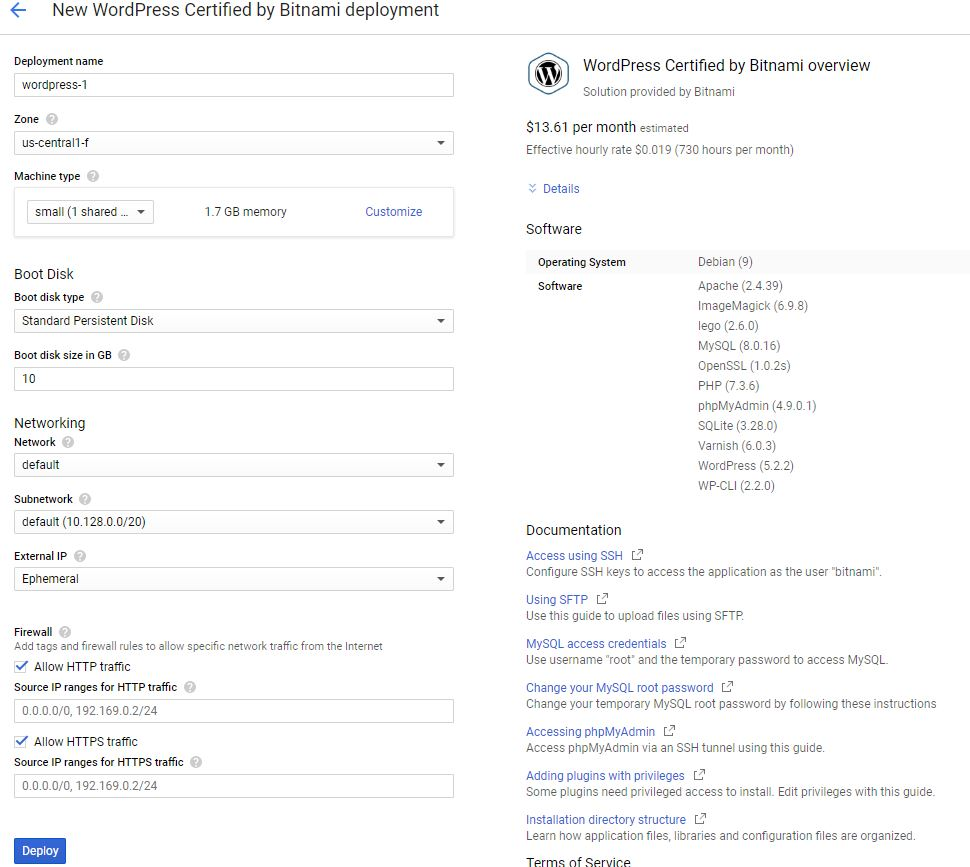 New WordPress Certified by Bitnami deployment
Deployment name
wordpress-1
Zone
us-central1-f
Machine type
small (1 shared ...
1.7 GB memory
Customize
Boot Disk
Boot disk type
Standard Persistent Disk
Boot disk size in GB
10
Networking
Network
default
Subnetwork
default (10.128.0.0/20)
External IP
Ephemeral
Firewall
Add tags and firewall rules to allow specific network traffic from the Internet
Allow HTTP traffic
Source IP ranges for HTTP traffic
0.0.0.0/0, 192.169.0.2/24
Allow HTTPS traffic
Source IP ranges for HTTPS traffic
0.0.0.0/0, 192.169.0.2/24
Deploy
WordPress Certified by Bitnami overview
Solution provided by Bitnami
$13.61 per month estimated
Effective hourly rate $0.019 (730 hours per month)
Details
Software
Operating System Debian (9)
Software Apache (2.4.39)
ImageMagick (6.9.8)
lego (2.6.0)
MySQL (8.0.16)
OpenSSL (1.0.2s)
PHP (7.3.6)
phpMyAdmin (4.9.0.1)
SQLite (3.28.0)
Varnish (6.0.3)
WordPress (5.2.2)
WP-CLI (2.2.0)
Documentation
Access using SSH
Configure SSH keys to access the application as the user "bitnami".
Using SFTP
Use this guide to upload files using SFTP.
MySQL access credentials
Use username "root" and the temporary password to access MySQL.
Change your MySQL root password
Change your temporary MySQL root password by following these instructions
Accessing phpMyAdmin
Access phpMyAdmin via an SSH tunnel using this guide.
Adding plugins with privileges
Some plugins need privileged access to install. Edit privileges with this guide.
Installation directory structure
Learn how application files, libraries and configuration files are organized.
Terms of Service